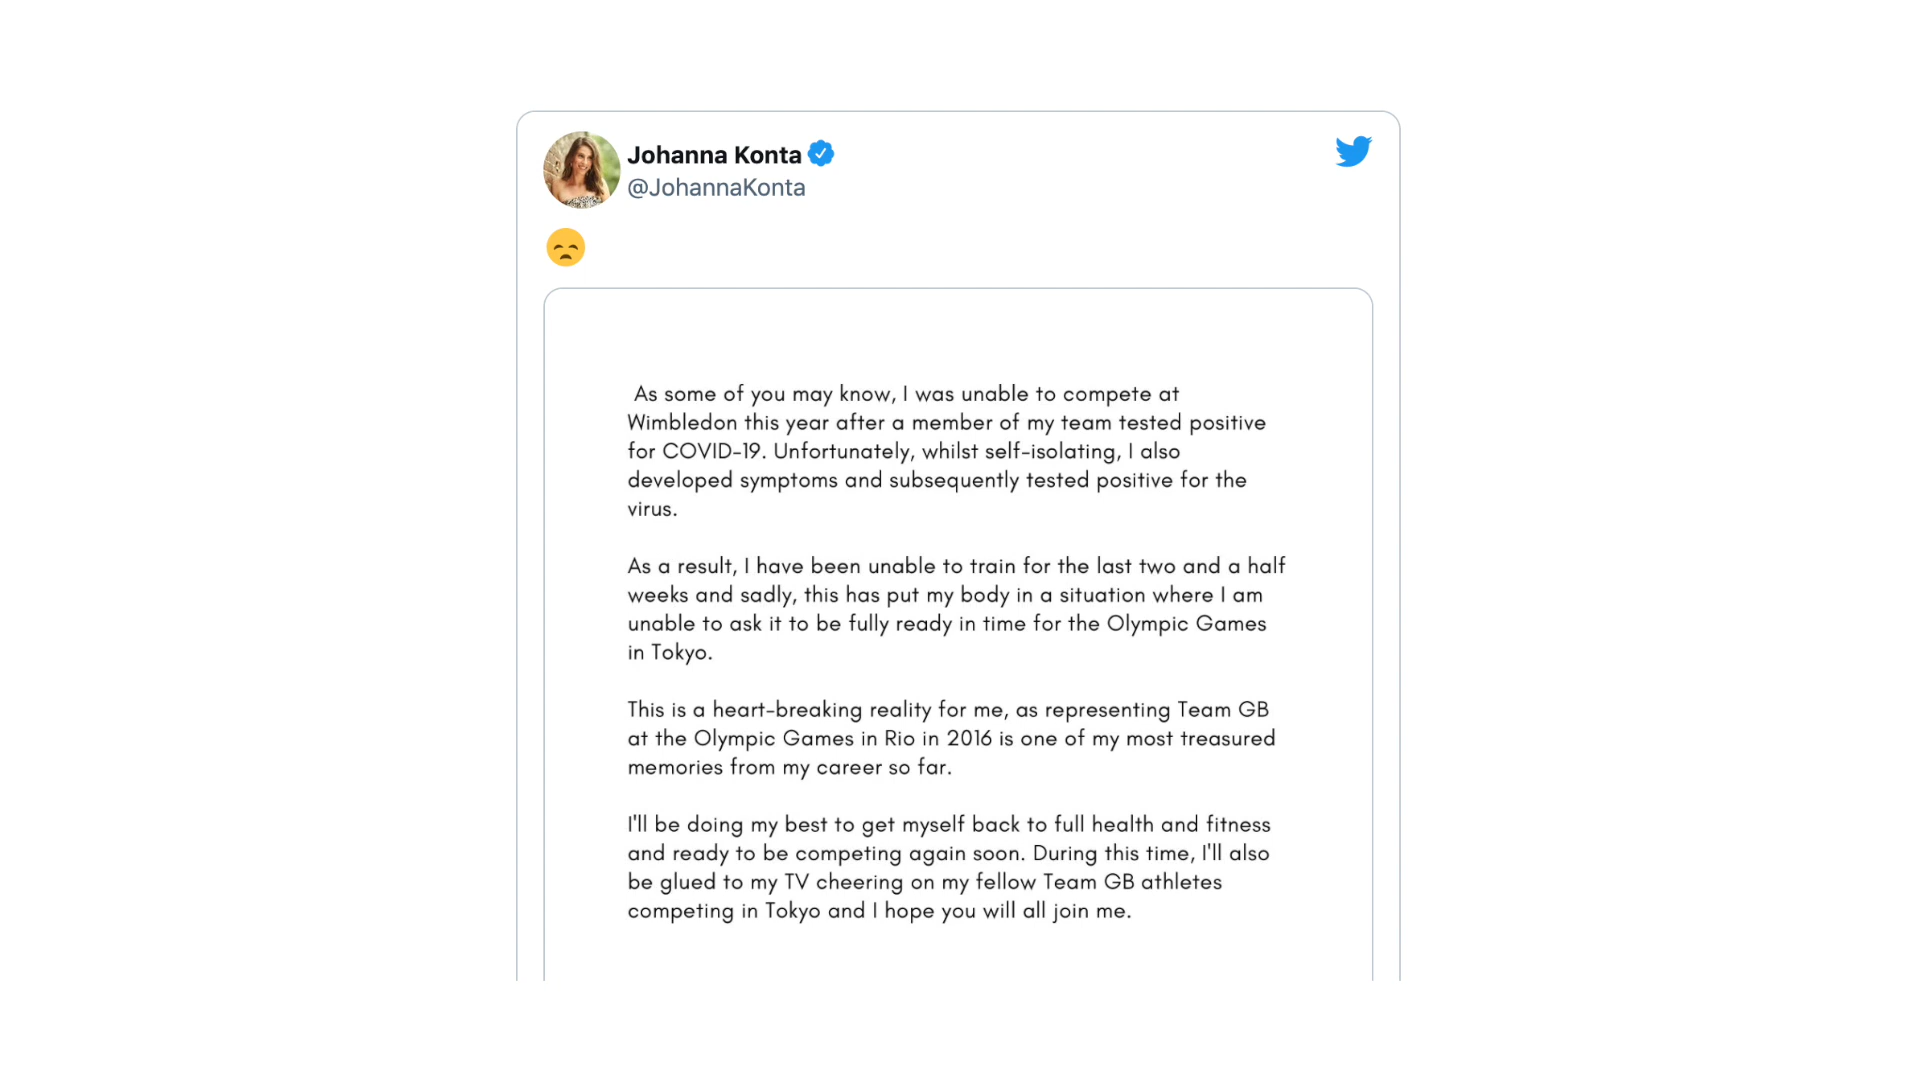 Johanna Konta
@JohannaKonta
As some of you may know, I was unable to compete at
Wimbledon this year after a member of my team tested positive
for COVID-19. Unfortunately, whilst self-isolating, I also
developed symptoms and subsequently tested positive for the
virus.
As a result, I have been unable to train for the last two and a half
weeks and sadly, this has put my body in a situation where I am
unable to ask it to be fully ready in time for the Olympic Games
in Tokyo.
This is a heart-breaking reality for me, as representing Team GB
at the Olympic Games in Rio in 2016 is one of my most treasured
memories from my career so far.
I'll be doing my best to get myself back to full health and fitness
and ready to be competing again soon. During this time, I'll also
be glued to my TV cheering on my fellow Team GB athletes
competing in Tokyo and I hope you will all join me.